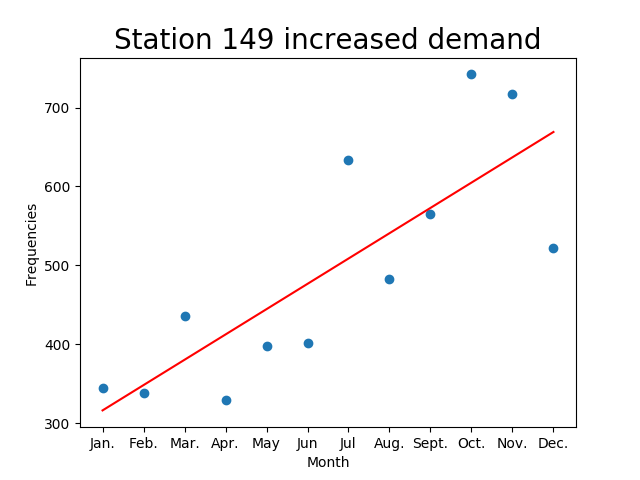 Station 149 increased demand
700
600
500
400
300
Frequencies
Jan. Feb. Mar. Apr. May Jun Jul Aug. Sept. Oct. Nov. Dec.
Month